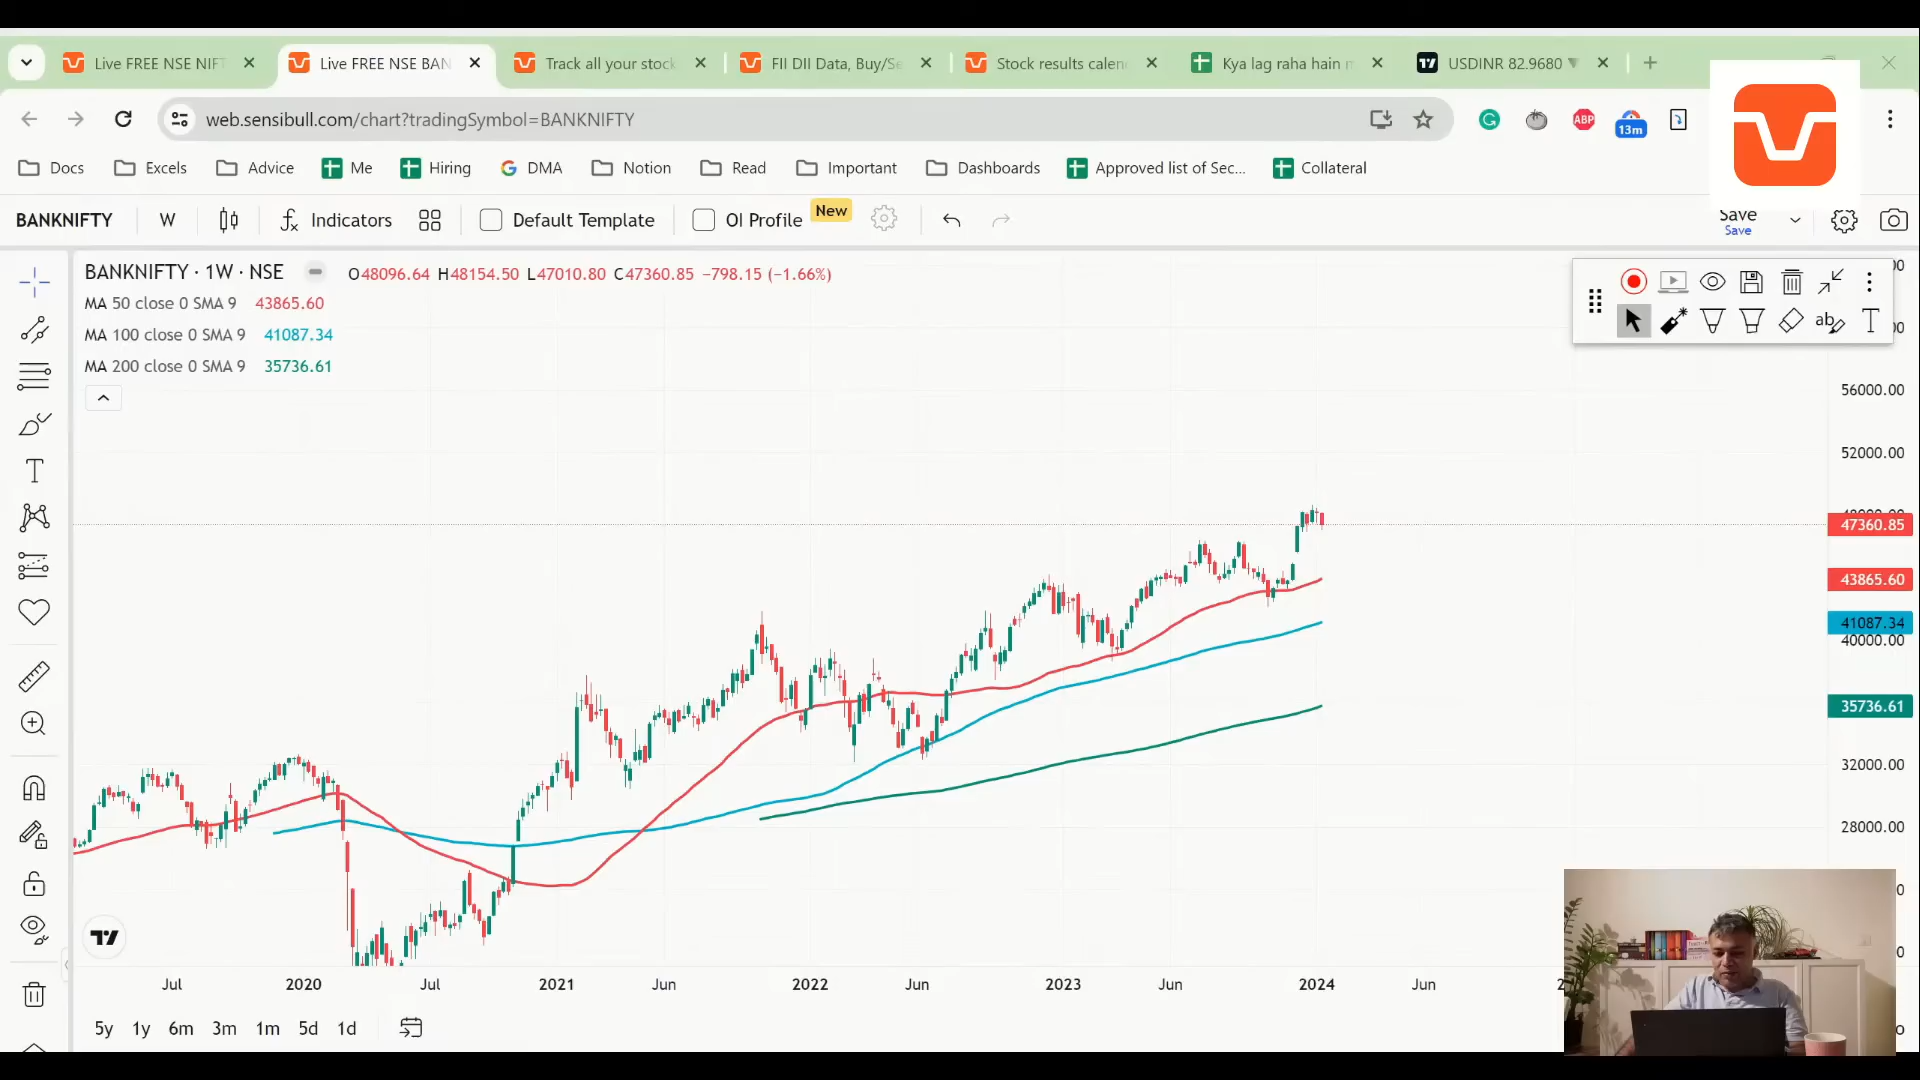 Live FREE NSE NIFT
Live FREE NSE BAN
Track all your stock
FII DII Data, Buy/Se
Stock results calen
Kya lag raha hain m
USDINR 82.9680
web.sensibull.com/chart?tradingSymbol=BANKNIFTY
ABP
13m
Docs
Excels
Advice
Me
Hiring
DMA
Notion
Read
Important
Dashboards
Approved list of Sec...
Collateral
BANKNIFTY
W
Indicators
Default Template
OI Profile
New
Save
Save
BANKNIFTY · 1W · NSE
O48096.64 H48154.50 L47010.80 C47360.85 −798.15 (−1.66%)
MA 50 close 0 SMA 9 43865.60
MA 100 close 0 SMA 9 41087.34
MA 200 close 0 SMA 9 35736.61
56000.00
52000.00
47360.85
43865.60
41087.34
40000.00
35736.61
32000.00
28000.00
Jul
2020
Jul
2021
Jun
2022
Jun
2023
Jun
2024
Jun
5y
1y
6m
3m
1m
5d
1d